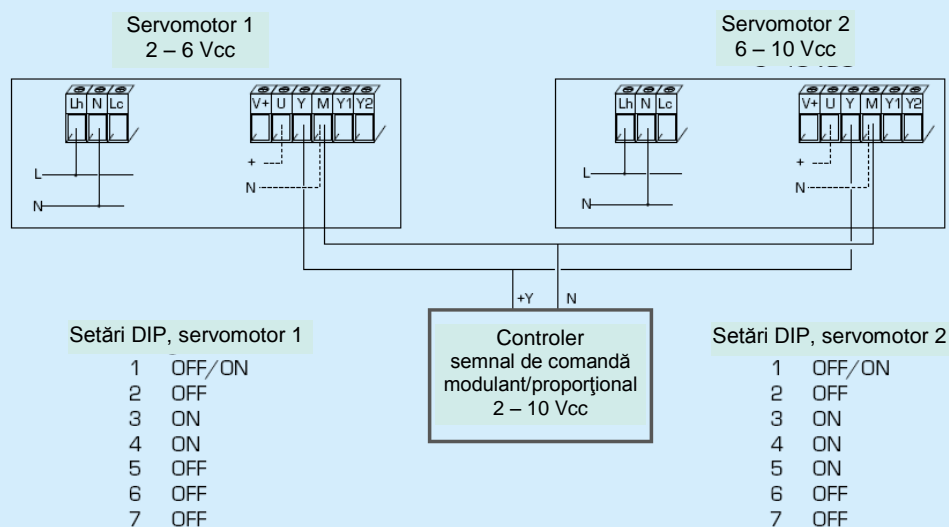 Servomotor 1
2 – 6 Vcc
Servomotor 2
6 – 10 Vcc
Lh N Lc
V+ U Y M Y1 Y2
+
L
N
N
Lh N Lc
V+ U Y M Y1 Y2
+
L
N
N
+Y N
Controler
semnal de comandă
modulant/proporţional
2 – 10 Vcc
Setări DIP, servomotor 1
1 OFF/ON
2 OFF
3 ON
4 ON
5 OFF
6 OFF
7 OFF
Setări DIP, servomotor 2
1 OFF/ON
2 OFF
3 ON
4 ON
5 ON
6 OFF
7 OFF